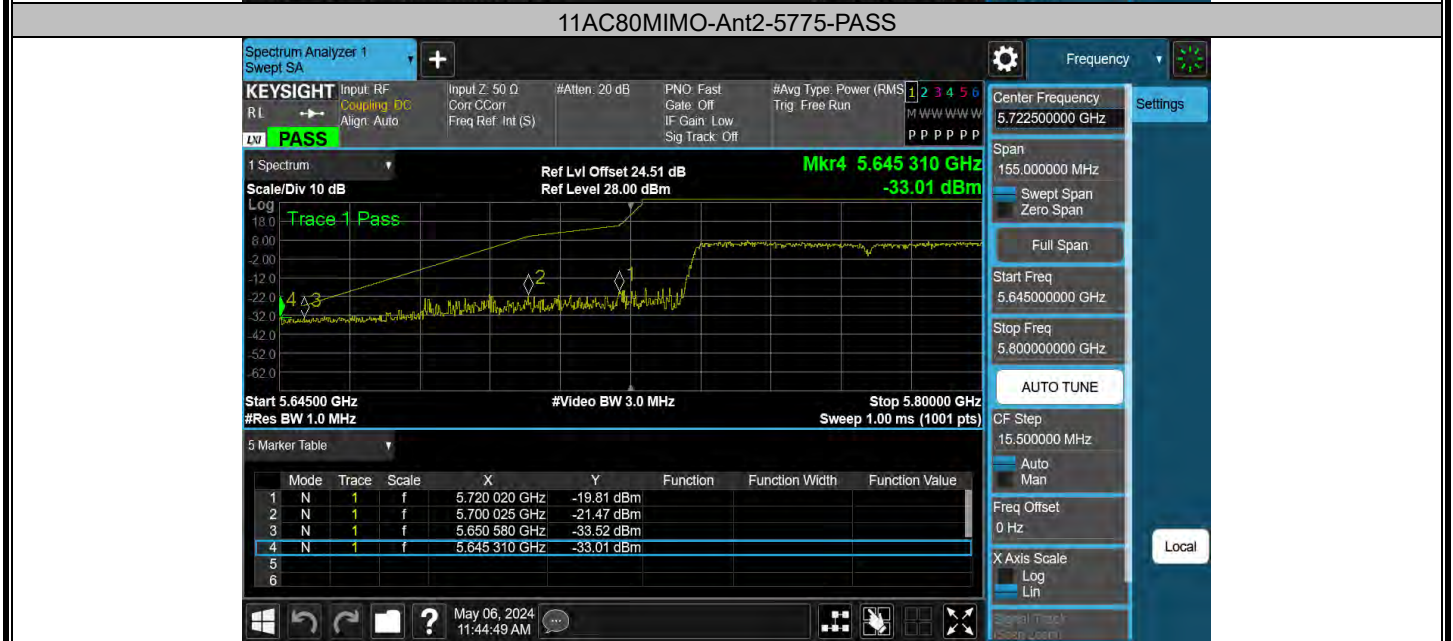 11AC80MIMO-Ant2-5775-PASS
Spectrum Analyzer 1
Swept SA
+
Frequency
KEYSIGHT
RL
LXI
PASS
Input: RF
Coupling: DC
Align: Auto
Input Z: 50 Ω
Corr CCorr
Freq Ref: Int (S)
#Atten: 20 dB
PNO: Fast
Gate: Off
IF Gain: Low
Sig Track: Off
#Avg Type: Power (RMS
Trig: Free Run
1 2 3 4 5 6
M W W W W W
P P P P P P
Center Frequency
5.722500000 GHz
Settings
1 Spectrum
Scale/Div 10 dB
Ref Lvl Offset 24.51 dB
Ref Level 28.00 dBm
Mkr4 5.645 310 GHz
-33.01 dBm
Span
155.000000 MHz
Swept Span
Zero Span
Full Span
Log
Trace 1 Pass
18.0
8.00
-2.00
-12.0
-22.0
-32.0
-42.0
-52.0
-62.0
4 3
2
1
Start 5.64500 GHz
#Res BW 1.0 MHz
#Video BW 3.0 MHz
Stop 5.80000 GHz
Sweep 1.00 ms (1001 pts)
Start Freq
5.645000000 GHz
Stop Freq
5.800000000 GHz
AUTO TUNE
CF Step
15.500000 MHz
Auto
Man
Freq Offset
0 Hz
X Axis Scale
Log
Lin
Local
5 Marker Table
Mode Trace Scale X Y Function Function Width Function Value
1 N 1 f 5.720 020 GHz -19.81 dBm
2 N 1 f 5.700 025 GHz -21.47 dBm
3 N 1 f 5.650 580 GHz -33.52 dBm
4 N 1 f 5.645 310 GHz -33.01 dBm
5
6
?
May 06, 2024
11:44:49 AM
Signal Track
(Span Zoom)